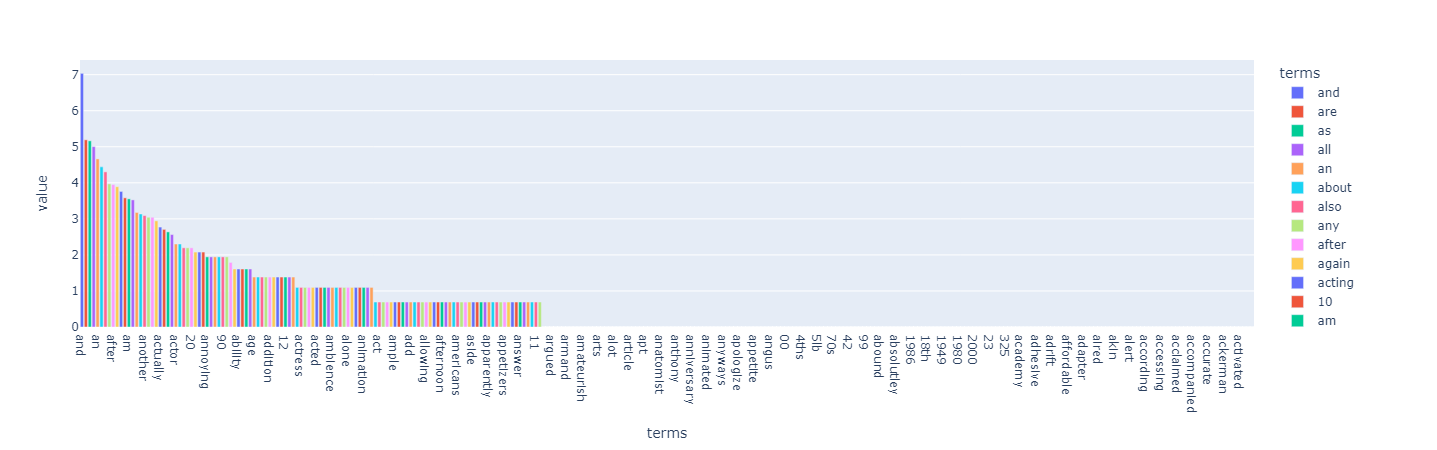 7
6
5
4
3
2
1
0
value
and
an
after
am
another
actually
actor
20
annoying
90
ability
age
addition
12
actress
acted
ambience
alone
animation
act
ample
add
allowing
afternoon
americans
aside
apparently
appetizers
answer
11
argued
armand
amateurish
arts
alot
article
apt
anatomist
anthony
anniversary
animated
anyways
apologize
appetite
angus
00
4ths
5lb
70s
42
99
abound
absolutley
1986
18th
1949
1980
2000
23
325
academy
adhesive
adrift
affordable
adapter
aired
akin
alert
according
accessing
acclaimed
accompanied
accurate
ackerman
activated
terms
terms
and
are
as
all
an
about
also
any
after
again
acting
10
am